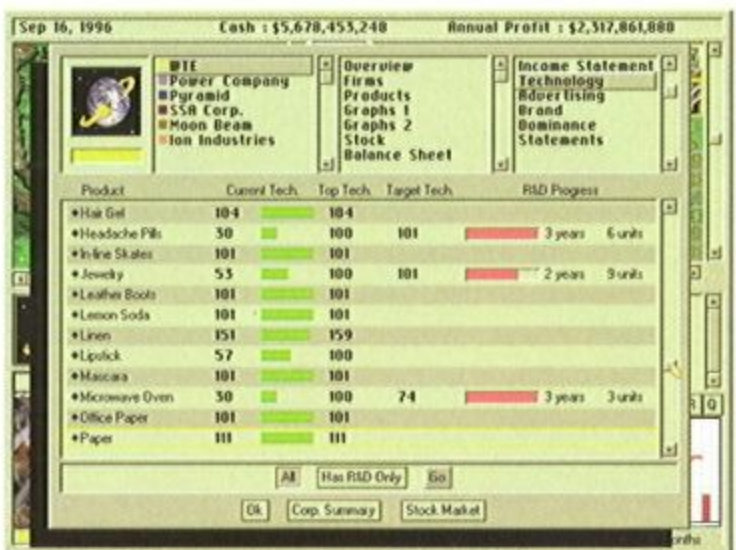 Sep 16, 1996 Cash : $5,678,453,248 Annual Profit : $2,317,861,880
WTE
Power Company
Pyramid
SSA Corp.
Moon Beam
Ion Industries
Overview
Firms
Products
Graphs 1
Graphs 2
Stock
Balance Sheet
Income Statement
Technology
Advertising
Brand
Dominance
Statements
Product Current Tech. Top Tech. Target Tech. R&D Progress
Hair Gel 104 104
Headache Pills 30 100 101 3 years 6 units
In-line Skates 101 101
Jewelry 53 100 101 2 years 9 units
Leather Boots 101 101
Lemon Soda 101 101
Linen 151 159
Lipstick 57 100
Mascara 101 101
Microwave Oven 30 100 74 3 years 3 units
Office Paper 101 101
Paper 111 111
All Has R&D Only Go
Ok Corp. Summary Stock Market
R Q
onths